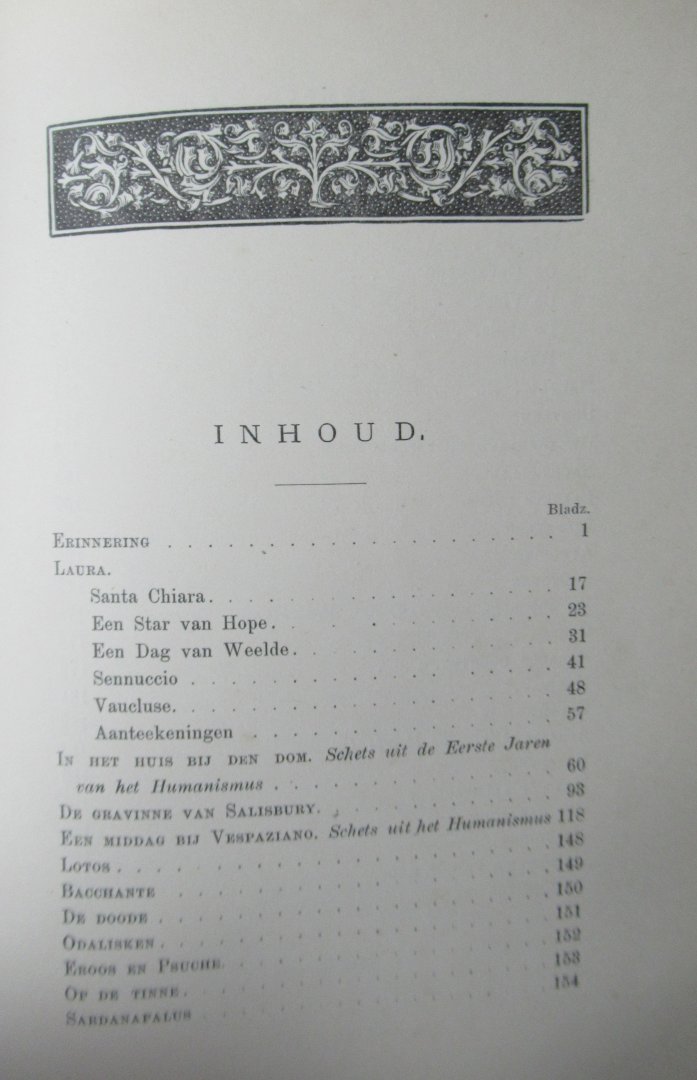 INHOUD.
Bladz.
ERINNERING . . . . . . . . . . . . . . . . . . . . 1
LAURA.
Santa Chiara. . . . . . . . . . . . . . . . 17
Een Star van Hope. . . . . . . . . . . . . 23
Een Dag van Weelde. . . . . . . . . . . . 31
Sennuccio . . . . . . . . . . . . . . . . . 41
Vaucluse. . . . . . . . . . . . . . . . . . 48
Aanteekeningen . . . . . . . . . . . . . . 57
IN HET HUIS BIJ DEN DOM. Schets uit de Eerste Jaren
van het Humanismus . . . . . . . . . . . . 60
DE GRAVINNE VAN SALISBURY. . . . . . . . . . 93
EEN MIDDAG BIJ VESPAZIANO. Schets uit het Humanismus 118
LOTOS . . . . . . . . . . . . . . . . . . . . 148
BACCHANTE . . . . . . . . . . . . . . . . . 149
DE DOODE . . . . . . . . . . . . . . . . . . 150
ODALISKEN . . . . . . . . . . . . . . . . . 151
EROOS EN PSUCHE. . . . . . . . . . . . . . . 152
OP DE TINNE. . . . . . . . . . . . . . . . . 153
SARDANAPALUS . . . . . . . . . . . . . . . . 154